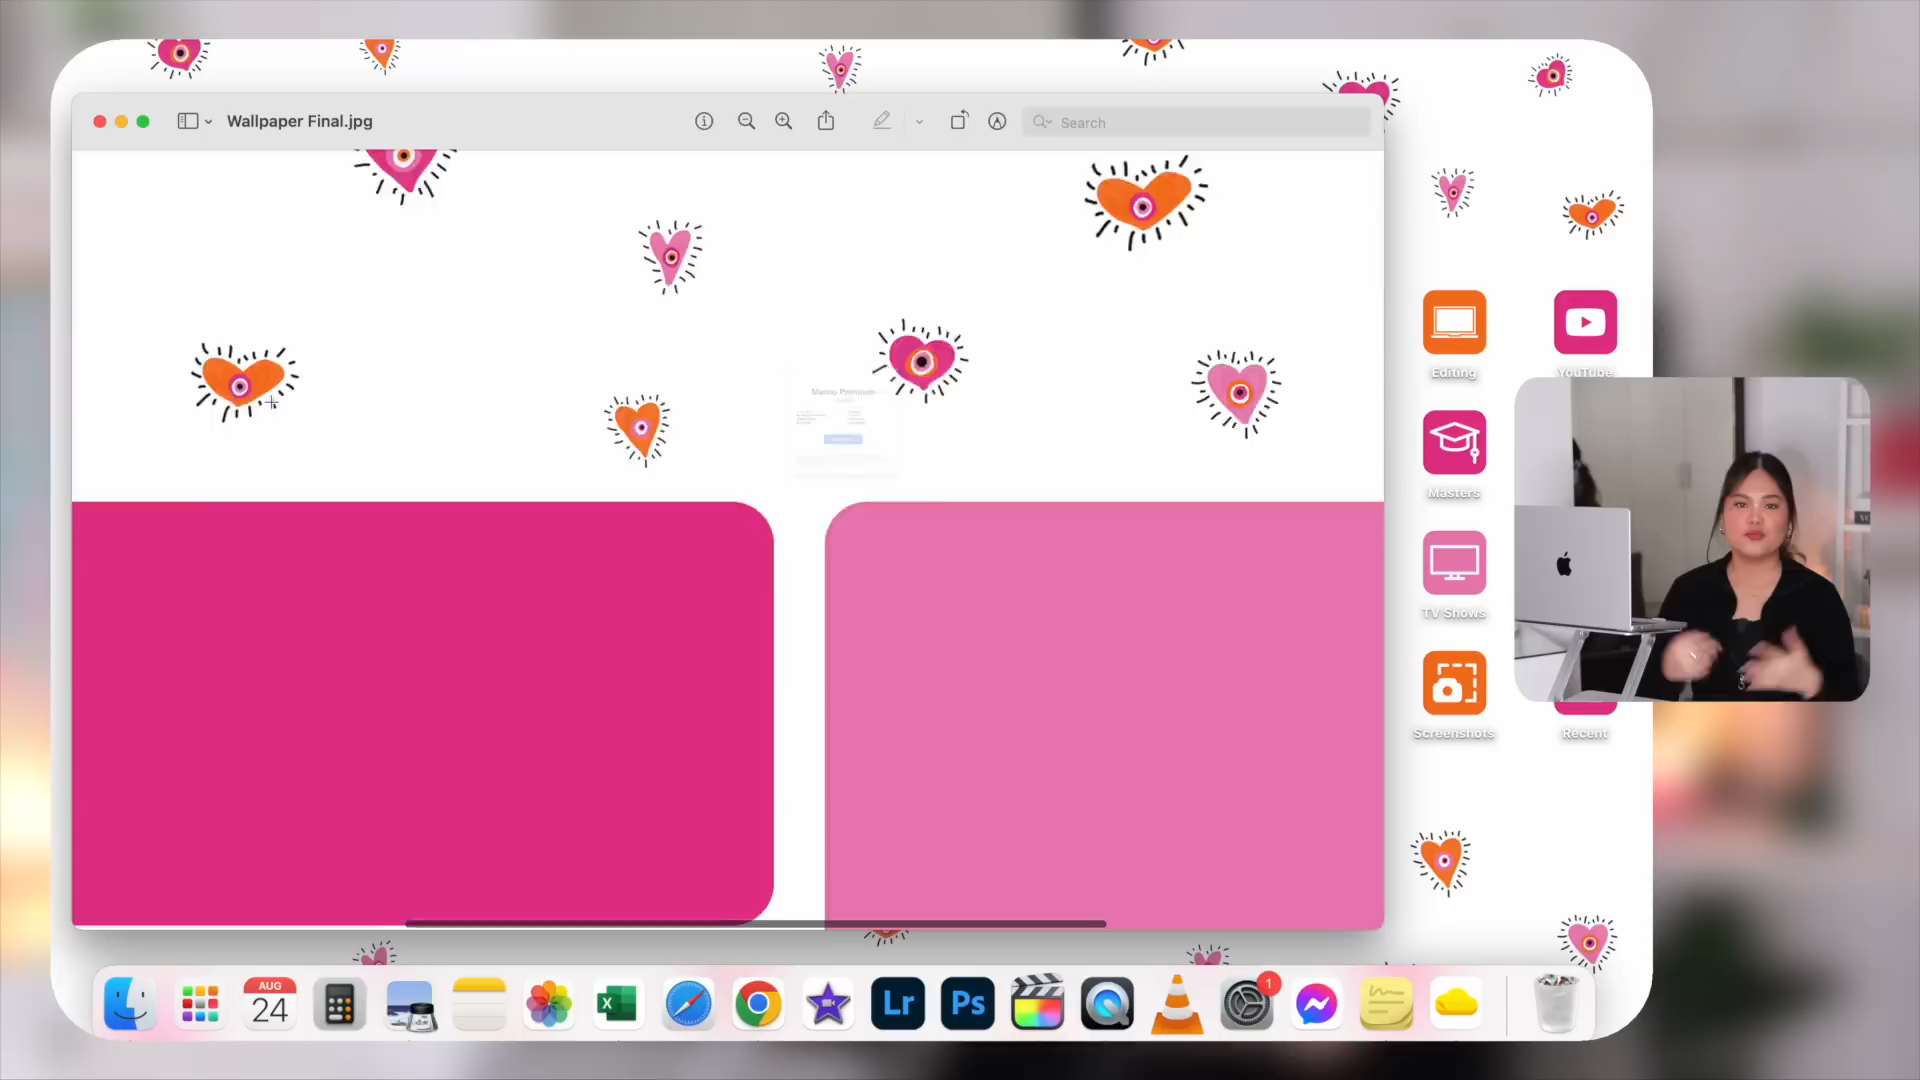 Wallpaper Final.jpg
Search
Editing
YouTube
Masters
TV Shows
Screenshots
Recent
AUG
24
X
Lr
Ps
1